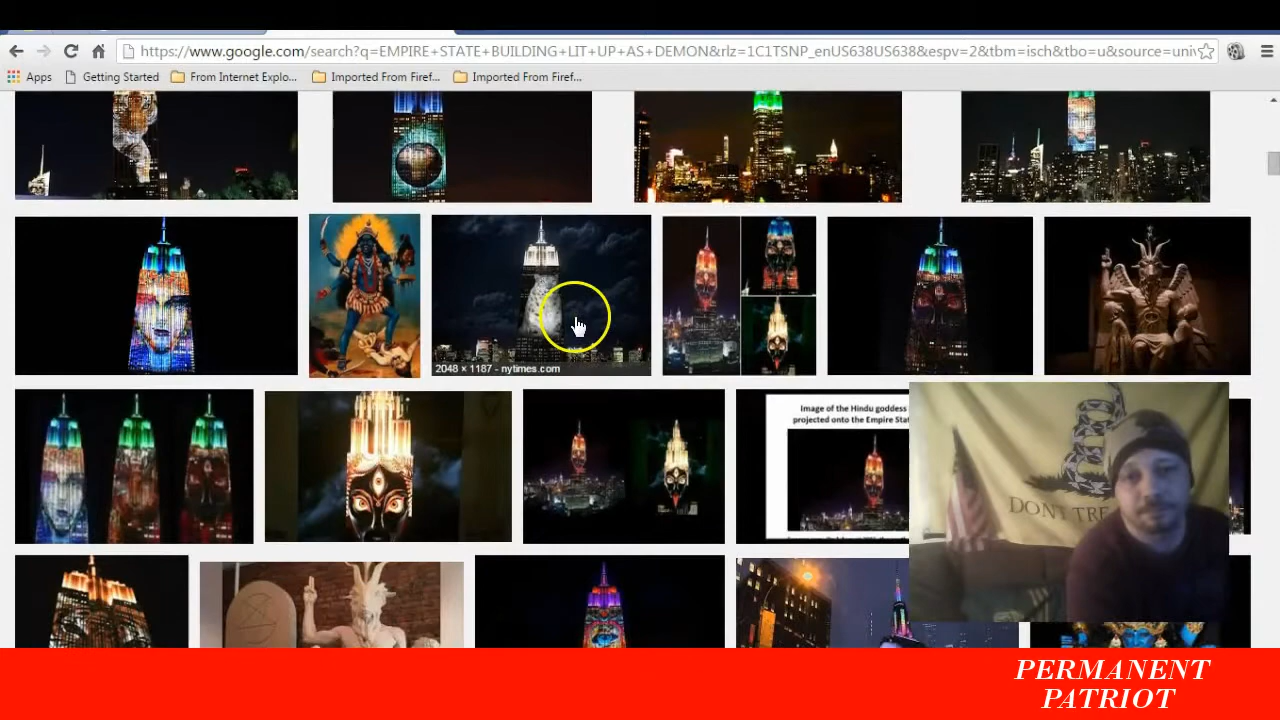 https://www.google.com/search?q=EMPIRE+STATE+BUILDING+LIT+UP+AS+DEMON&rlz=1C1TSNP_enUS638US638&espv=2&tbm=isch&tbo=u&source=univ
Apps Getting Started From Internet Explo... Imported From Firef... Imported From Firef...
2048 × 1187 - nytimes.com
Image of the Hindu goddess
projected onto the Empire Stat
DON'T TRE
PERMANENT
PATRIOT